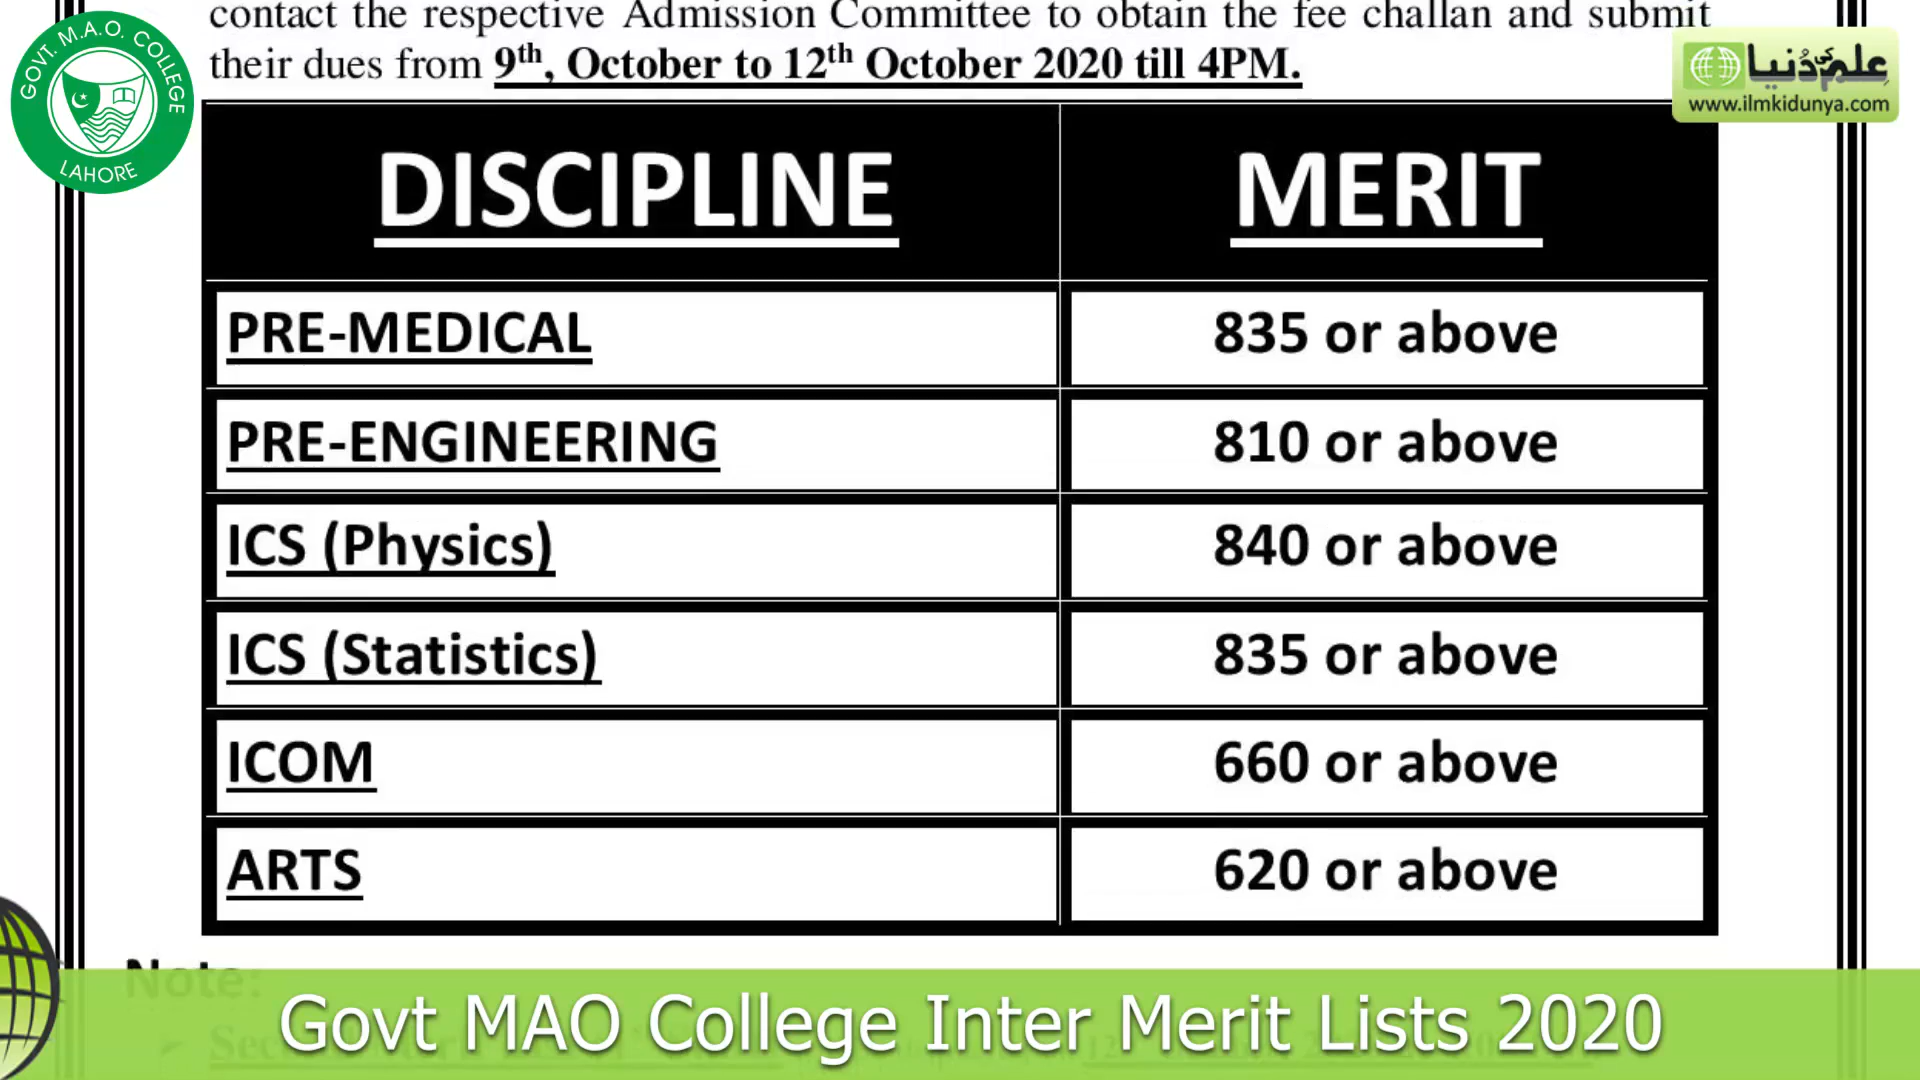 contact the respective Admission Committee to obtain the fee challan and submit
their dues from 9th, October to 12th October 2020 till 4PM.
GOVT. M.A.O. COLLEGE
LAHORE
علم کی دُنیا
www.ilmkidunya.com
DISCIPLINE MERIT
PRE-MEDICAL 835 or above
PRE-ENGINEERING 810 or above
ICS (Physics) 840 or above
ICS (Statistics) 835 or above
ICOM 660 or above
ARTS 620 or above
Note:
Govt MAO College Inter Merit Lists 2020